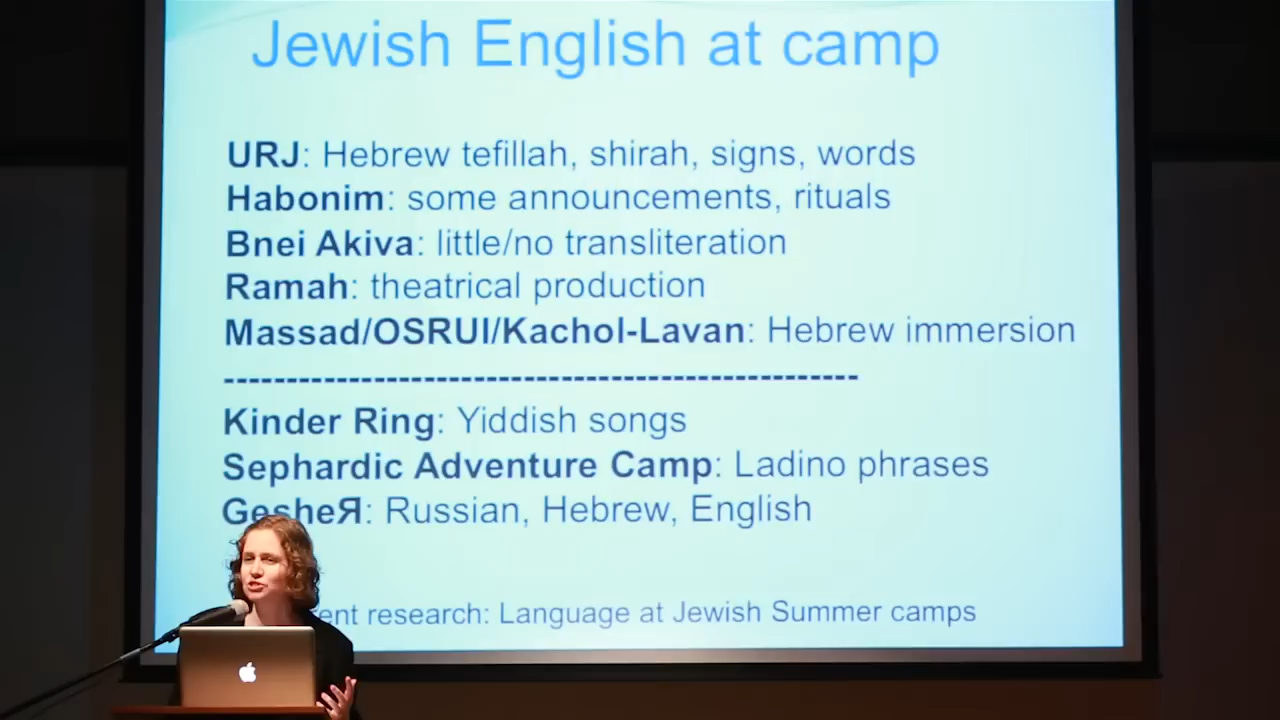 Jewish English at camp
URJ: Hebrew tefillah, shirah, signs, words
Habonim: some announcements, rituals
Bnei Akiva: little/no transliteration
Ramah: theatrical production
Massad/OSRUI/Kachol-Lavan: Hebrew immersion
---------------------------------------------------
Kinder Ring: Yiddish songs
Sephardic Adventure Camp: Ladino phrases
GesheЯ: Russian, Hebrew, English
research: Language at Jewish Summer camps